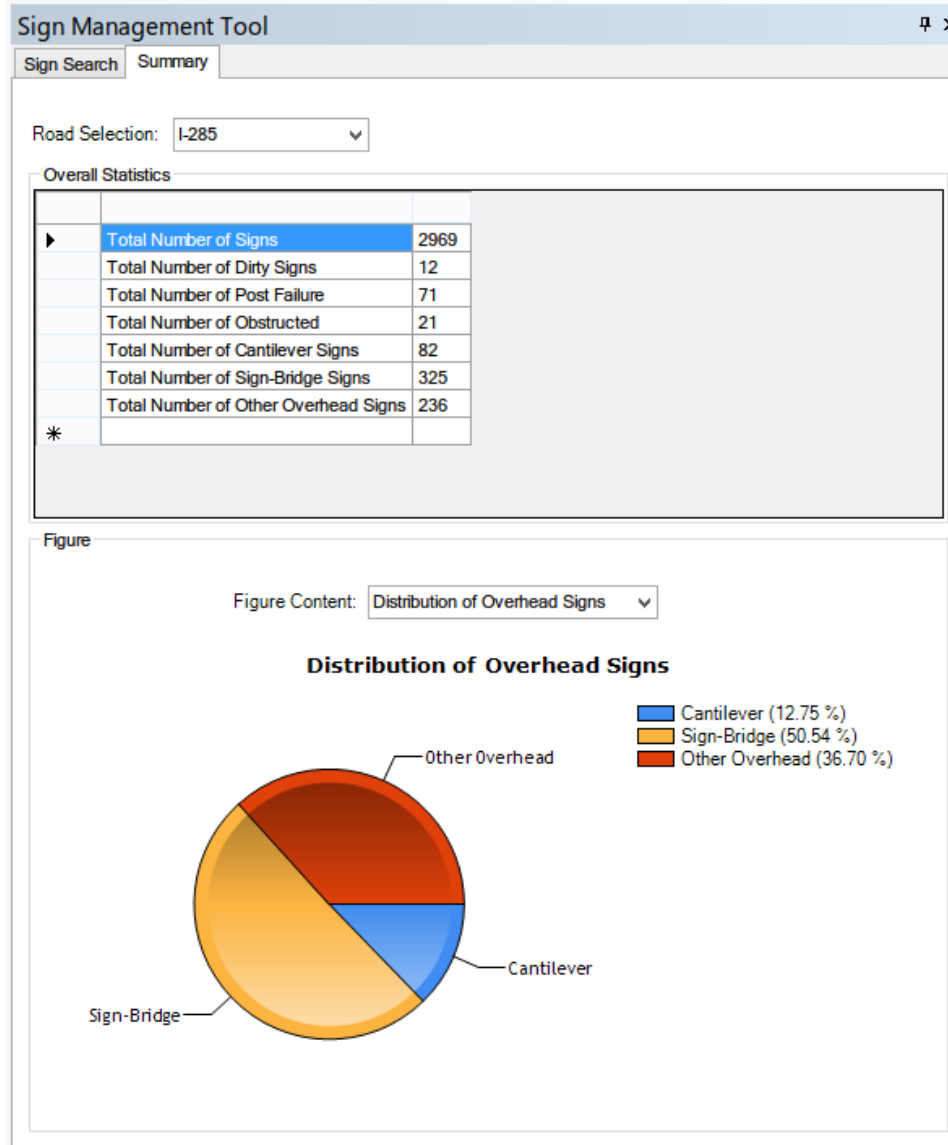 Sign Management Tool
Sign Search Summary
Road Selection: I-285
Overall Statistics
Total Number of Signs 2969
Total Number of Dirty Signs 12
Total Number of Post Failure 71
Total Number of Obstructed 21
Total Number of Cantilever Signs 82
Total Number of Sign-Bridge Signs 325
Total Number of Other Overhead Signs 236
Figure
Figure Content: Distribution of Overhead Signs
Distribution of Overhead Signs
Cantilever (12.75 %)
Sign-Bridge (50.54 %)
Other Overhead (36.70 %)
Other Overhead
Cantilever
Sign-Bridge